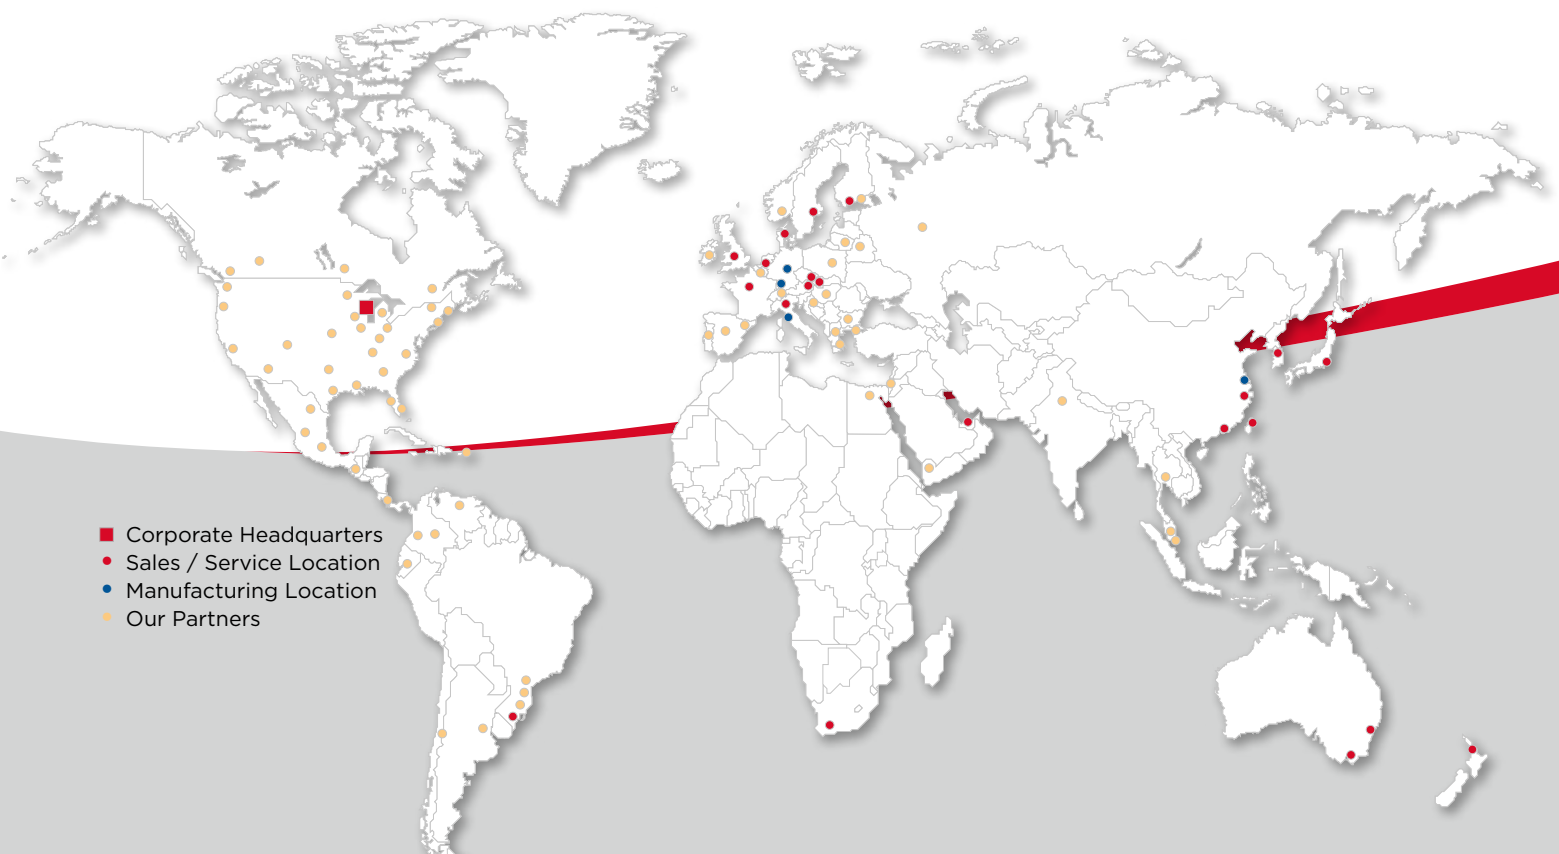 Corporate Headquarters
Sales / Service Location
Manufacturing Location
Our Partners